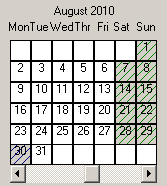 August 2010
Mon Tue Wed Thr Fri Sat Sun
1
2 3 4 5 6 7 8
9 10 11 12 13 14 15
16 17 18 19 20 21 22
23 24 25 26 27 28 29
30 31